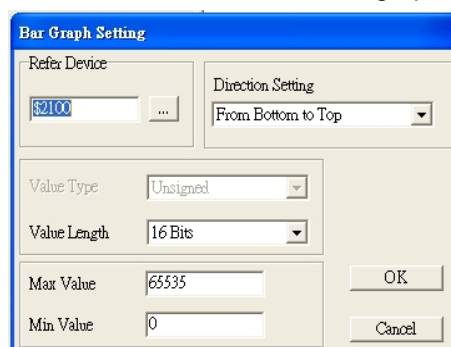 Bar Graph Setting
Refer Device
$2100
...
Direction Setting
From Bottom to Top
Value Type
Unsigned
Value Length
16 Bits
Max Value
65535
Min Value
0
OK
Cancel